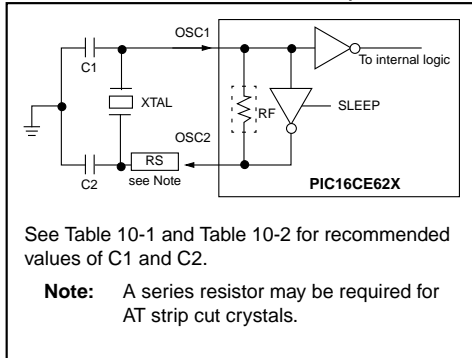 OSC1
C1
To internal logic
XTAL
RF
SLEEP
OSC2
RS
C2
see Note
PIC16CE62X
See Table 10-1 and Table 10-2 for recommended
values of C1 and C2.
Note: A series resistor may be required for
AT strip cut crystals.